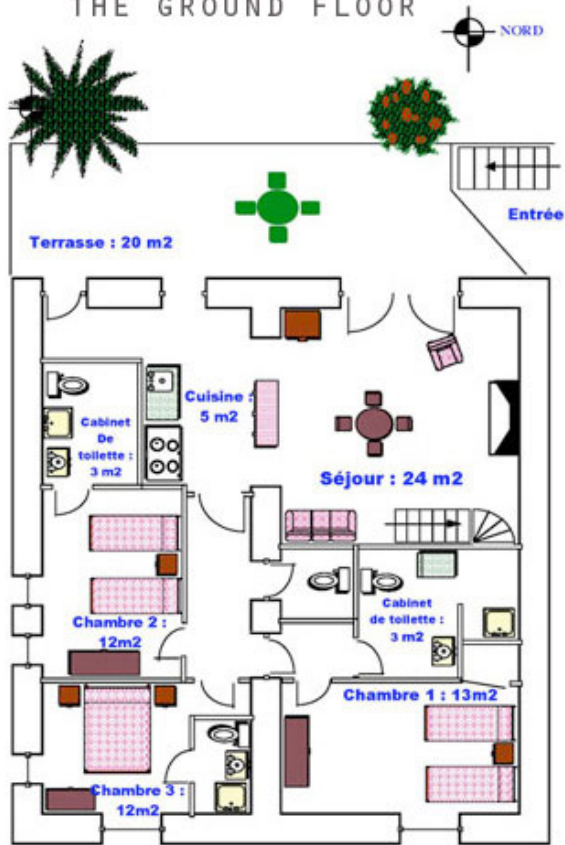 THE GROUND FLOOR
NORD
Entrée
Terrasse : 20 m2
Cuisine :
5 m2
Cabinet
De
toilette :
3 m2
Séjour : 24 m2
Cabinet
de toilette :
3 m2
Chambre 2 :
12m2
Chambre 1 : 13m2
Chambre 3 :
12m2